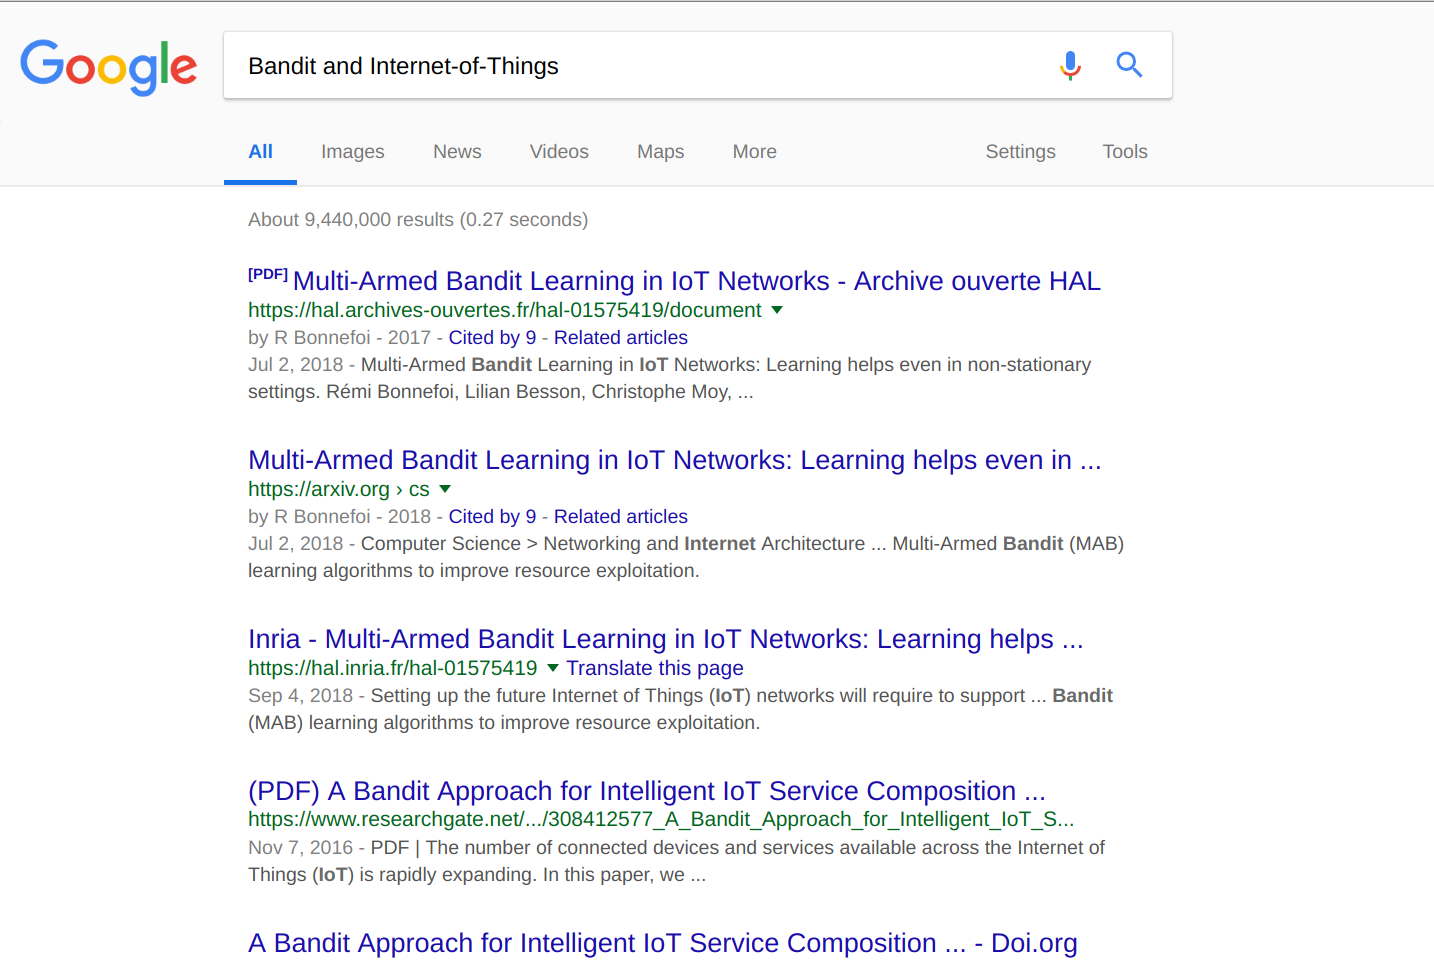 Google
Bandit and Internet-of-Things
All Images News Videos Maps More Settings Tools
About 9,440,000 results (0.27 seconds)
[PDF] Multi-Armed Bandit Learning in IoT Networks - Archive ouverte HAL
https://hal.archives-ouvertes.fr/hal-01575419/document
by R Bonnefoi - 2017 - Cited by 9 - Related articles
Jul 2, 2018 - Multi-Armed Bandit Learning in IoT Networks: Learning helps even in non-stationary
settings. Rémi Bonnefoi, Lilian Besson, Christophe Moy, ...
Multi-Armed Bandit Learning in IoT Networks: Learning helps even in ...
https://arxiv.org › cs
by R Bonnefoi - 2018 - Cited by 9 - Related articles
Jul 2, 2018 - Computer Science > Networking and Internet Architecture ... Multi-Armed Bandit (MAB)
learning algorithms to improve resource exploitation.
Inria - Multi-Armed Bandit Learning in IoT Networks: Learning helps ...
https://hal.inria.fr/hal-01575419 Translate this page
Sep 4, 2018 - Setting up the future Internet of Things (IoT) networks will require to support ... Bandit
(MAB) learning algorithms to improve resource exploitation.
(PDF) A Bandit Approach for Intelligent IoT Service Composition ...
https://www.researchgate.net/.../308412577_A_Bandit_Approach_for_Intelligent_IoT_S...
Nov 7, 2016 - PDF | The number of connected devices and services available across the Internet of
Things (IoT) is rapidly expanding. In this paper, we ...
A Bandit Approach for Intelligent IoT Service Composition ... - Doi.org